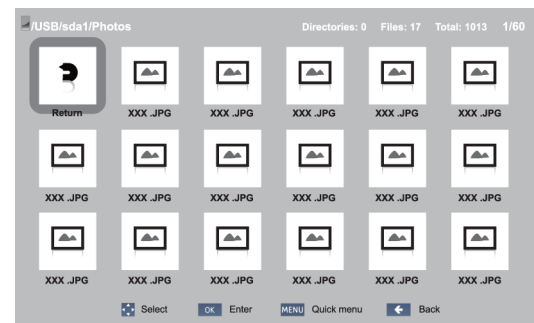 /USB/sda1/Photos Directories: 0 Files: 17 Total: 1013 1/60
Return XXX .JPG XXX .JPG XXX .JPG XXX .JPG XXX .JPG
XXX .JPG XXX .JPG XXX .JPG XXX .JPG XXX .JPG XXX .JPG
XXX .JPG XXX .JPG XXX .JPG XXX .JPG XXX .JPG XXX .JPG
Select OK Enter MENU Quick menu Back